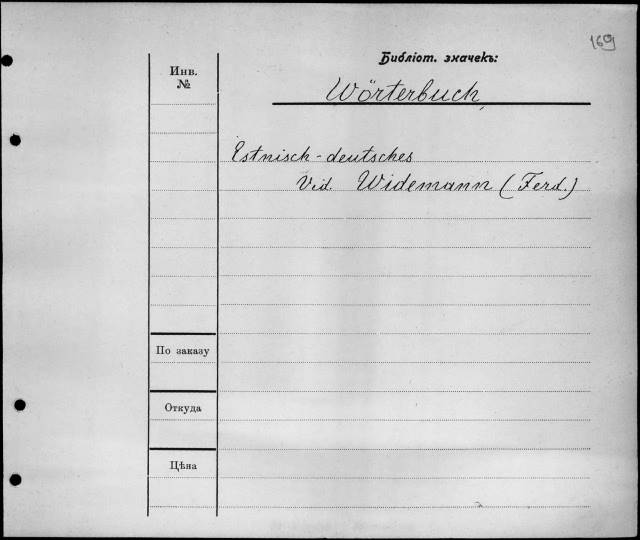 169
Библіот. значекъ:
Инв.
№
Wörterbuch,
Estnisch-deutsches
Vid. Widemann (Ferd.)
По заказу
Откуда
Цѣна